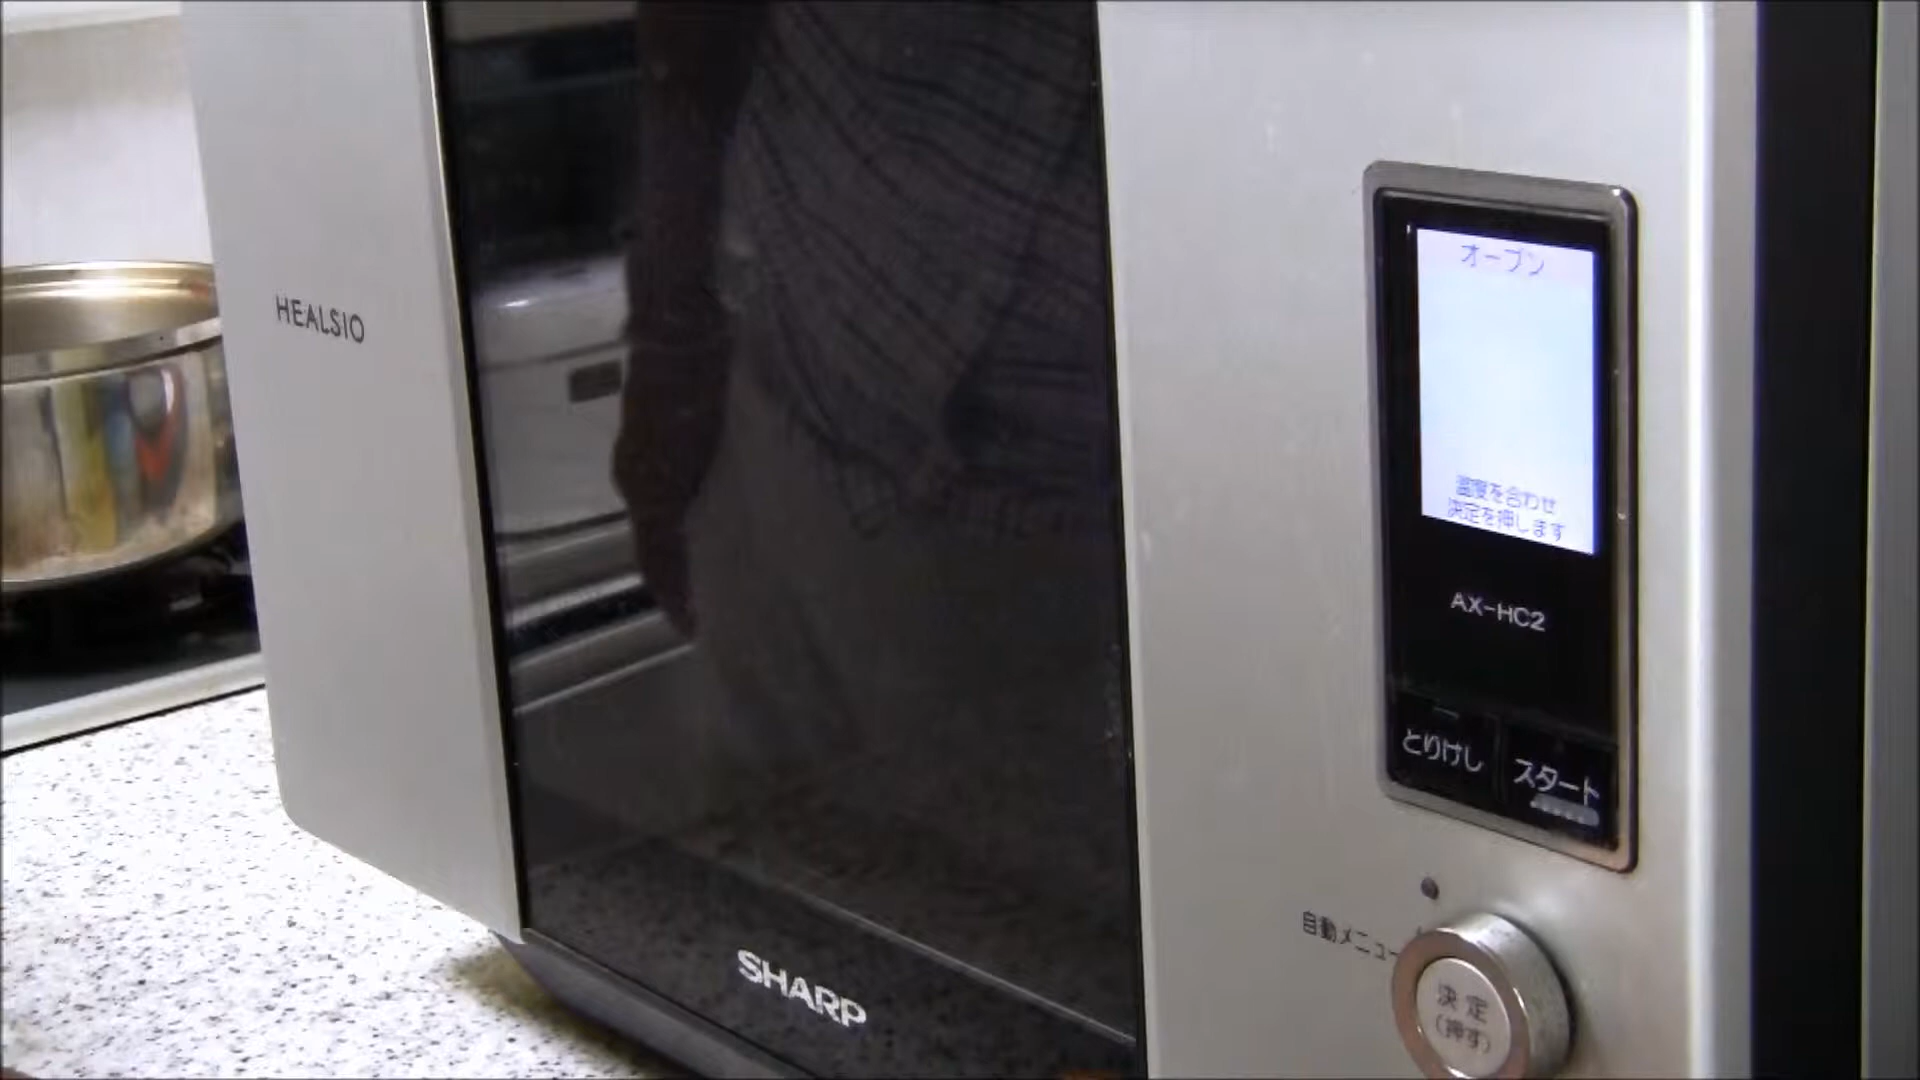 HEALSIO
SHARP
オーブン
温度を合わせ
決定を押します
AX-HC2
とりけし
スタート
自動メニュー
決定
(押す)